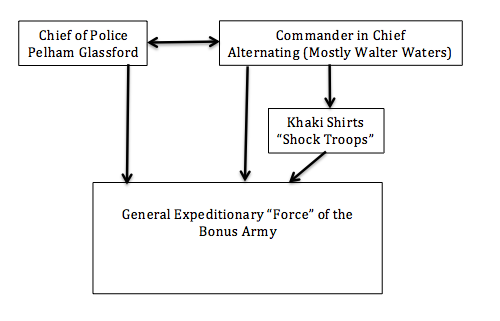 Chief of Police
Pelham Glassford
Commander in Chief
Alternating (Mostly Walter Waters)
Khaki Shirts
“Shock Troops”
General Expeditionary “Force” of the
Bonus Army